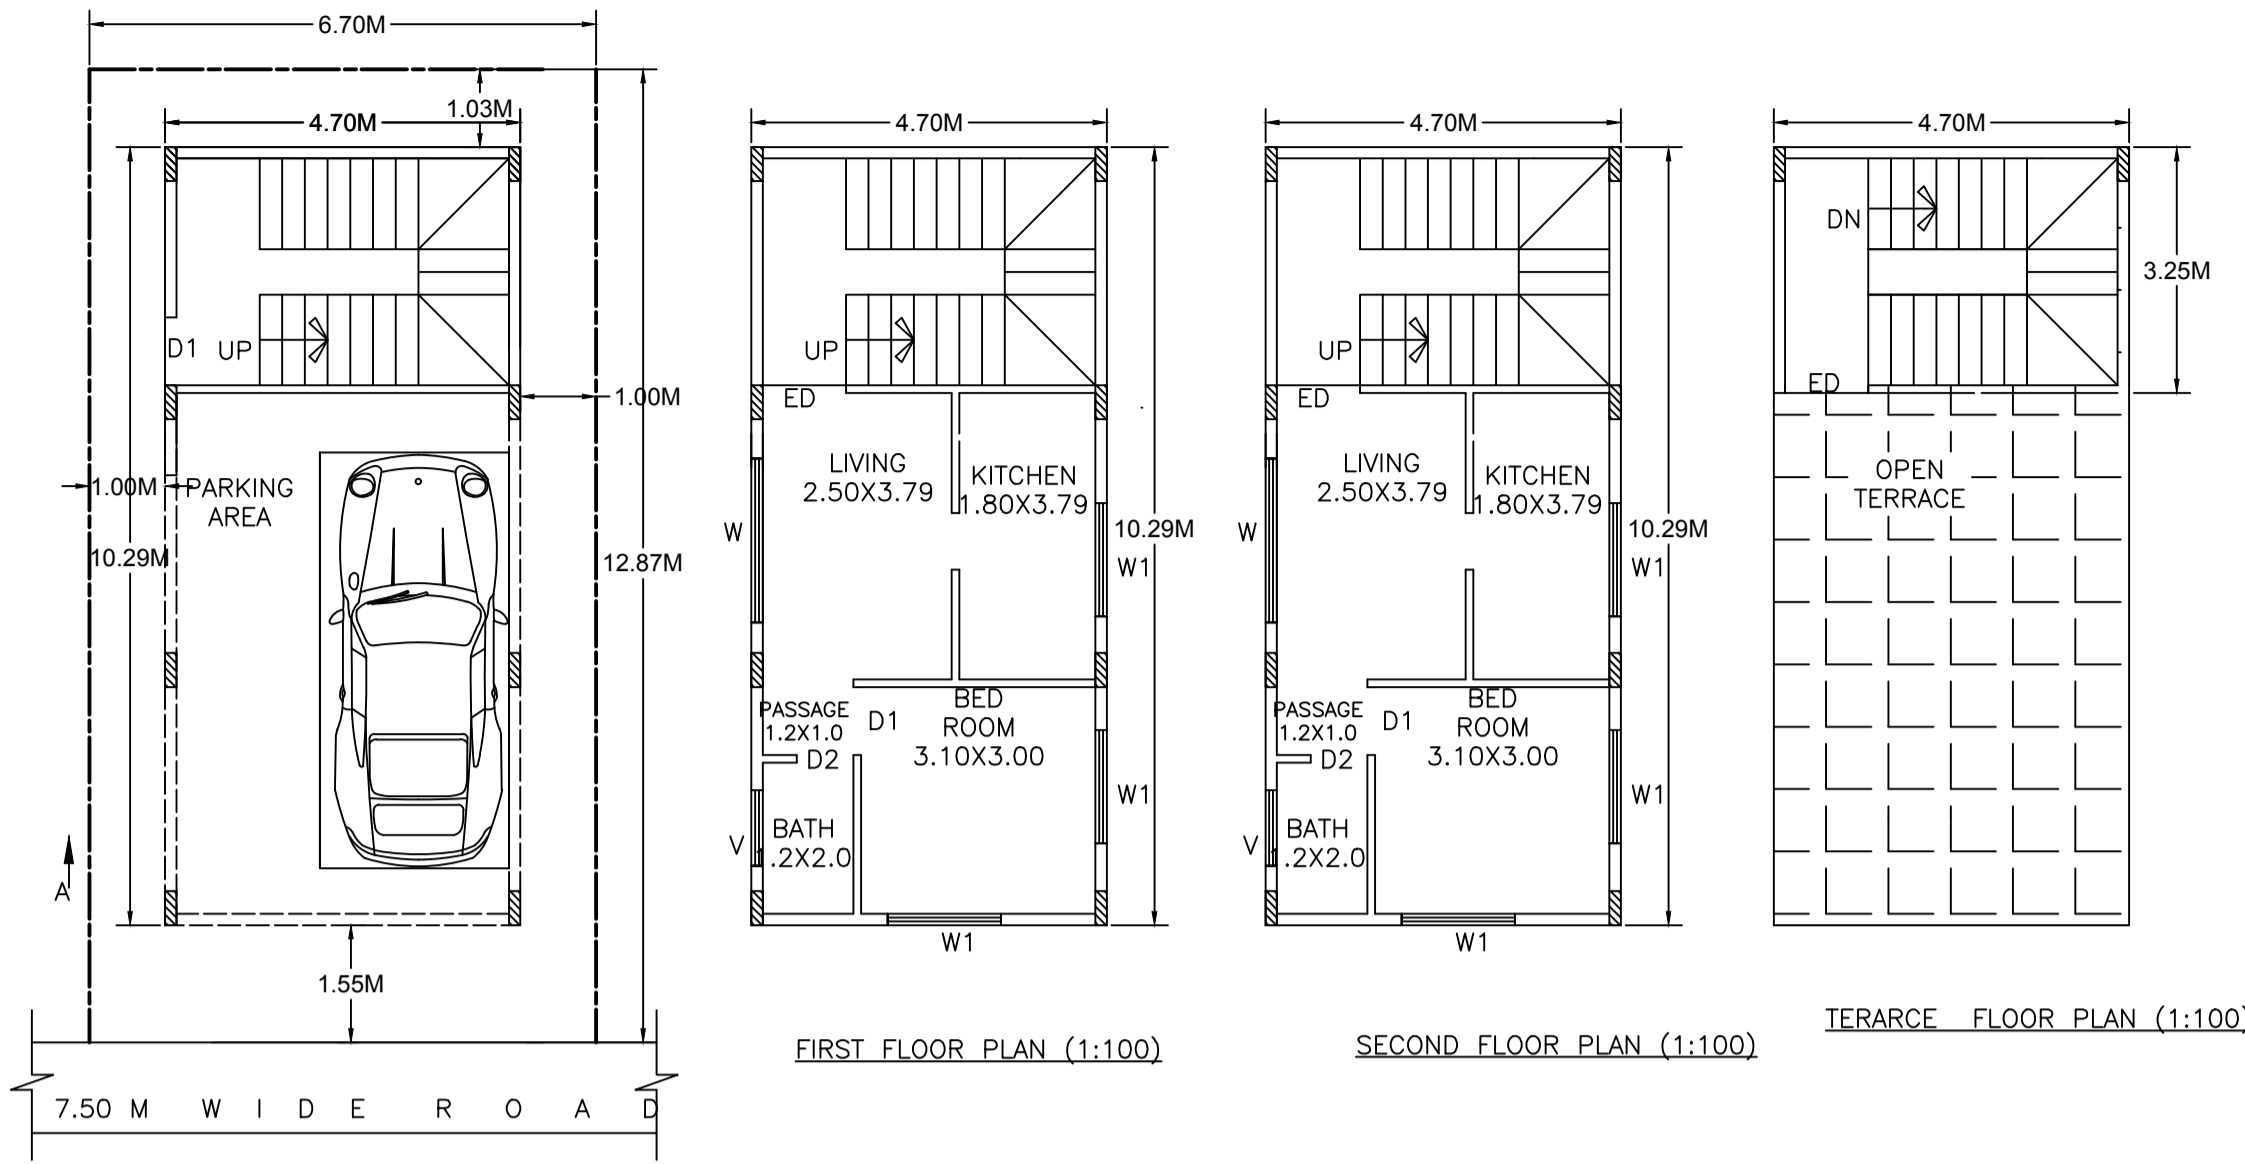 6.70M
1.03M
4.70M
D1 UP
1.00M
1.00M
PARKING
AREA
10.29M
12.87M
A
1.55M
7.50 M W I D E R O A D
4.70M
UP
ED
LIVING
2.50X3.79
KITCHEN
1.80X3.79
W
10.29M
W1
PASSAGE
1.2X1.0
D1
BED
ROOM
3.10X3.00
D2
W1
V
BATH
.2X2.0
W1
FIRST FLOOR PLAN (1:100)
4.70M
UP
ED
LIVING
2.50X3.79
KITCHEN
1.80X3.79
W
10.29M
W1
PASSAGE
1.2X1.0
D1
BED
ROOM
3.10X3.00
D2
W1
V
BATH
.2X2.0
W1
SECOND FLOOR PLAN (1:100)
4.70M
DN
3.25M
ED
OPEN
TERRACE
TERARCE FLOOR PLAN (1:100)